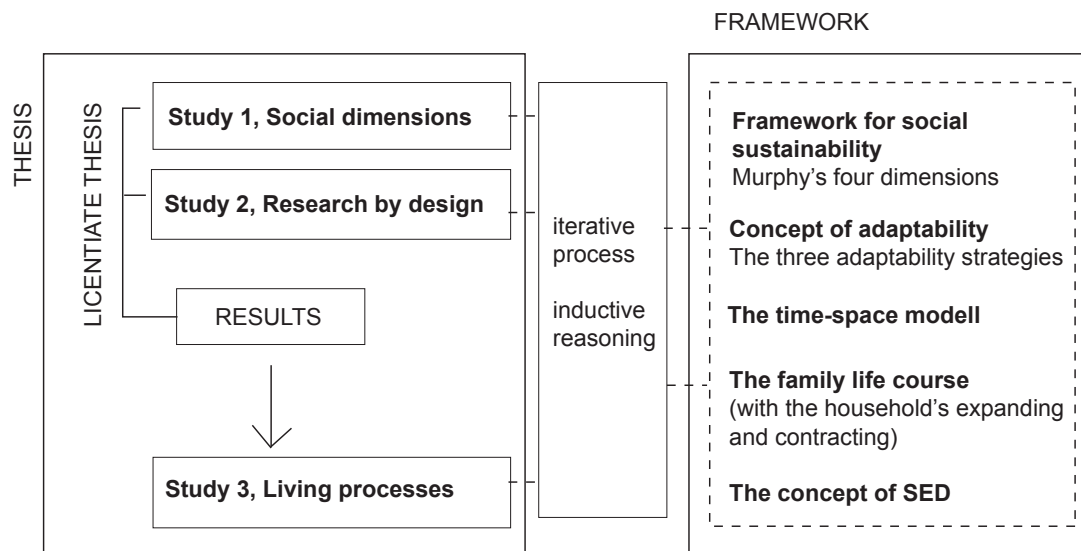 FRAMEWORK
THESIS
LICENTIATE THESIS
Study 1, Social dimensions
Study 2, Research by design
RESULTS
Study 3, Living processes
iterative
process
inductive
reasoning
Framework for social
sustainability
Murphy’s four dimensions
Concept of adaptability
The three adaptability strategies
The time-space modell
The family life course
(with the household’s expanding
and contracting)
The concept of SED